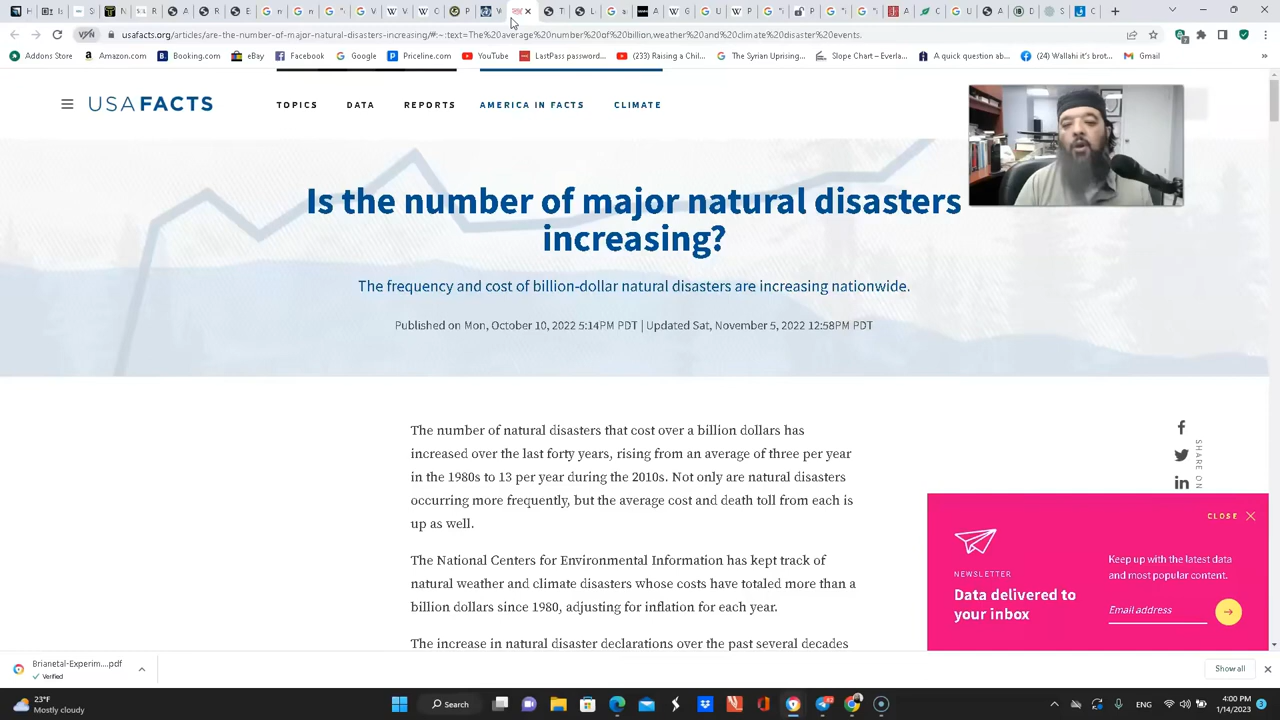 usafacts.org/articles/are-the-number-of-major-natural-disasters-increasing/#:~:text=The%20average%20number%20of%20billion,weather%20and%20climate%20disaster%20events.
Addons Store
Amazon.com
Booking.com
eBay
Facebook
Google
Priceline.com
YouTube
LastPass password...
(233) Raising a Chil...
The Syrian Uprising...
Slope Chart – Everla...
A quick question ab...
(24) Wallahi it's brot...
Gmail
USAFACTS
TOPICS
DATA
REPORTS
AMERICA IN FACTS
CLIMATE
Is the number of major natural disasters
increasing?
The frequency and cost of billion-dollar natural disasters are increasing nationwide.
Published on Mon, October 10, 2022 5:14PM PDT | Updated Sat, November 5, 2022 12:58PM PDT
The number of natural disasters that cost over a billion dollars has
increased over the last forty years, rising from an average of three per year
in the 1980s to 13 per year during the 2010s. Not only are natural disasters
occurring more frequently, but the average cost and death toll from each is
up as well.
The National Centers for Environmental Information has kept track of
natural weather and climate disasters whose costs have totaled more than a
billion dollars since 1980, adjusting for inflation for each year.
The increase in natural disaster declarations over the past several decades
SHARE ON
CLOSE
NEWSLETTER
Data delivered to
your inbox
Keep up with the latest data
and most popular content.
Email address
Brianetal-Experim....pdf
Verified
Show all
23°F
Mostly cloudy
Search
ENG
4:00 PM
1/14/2023